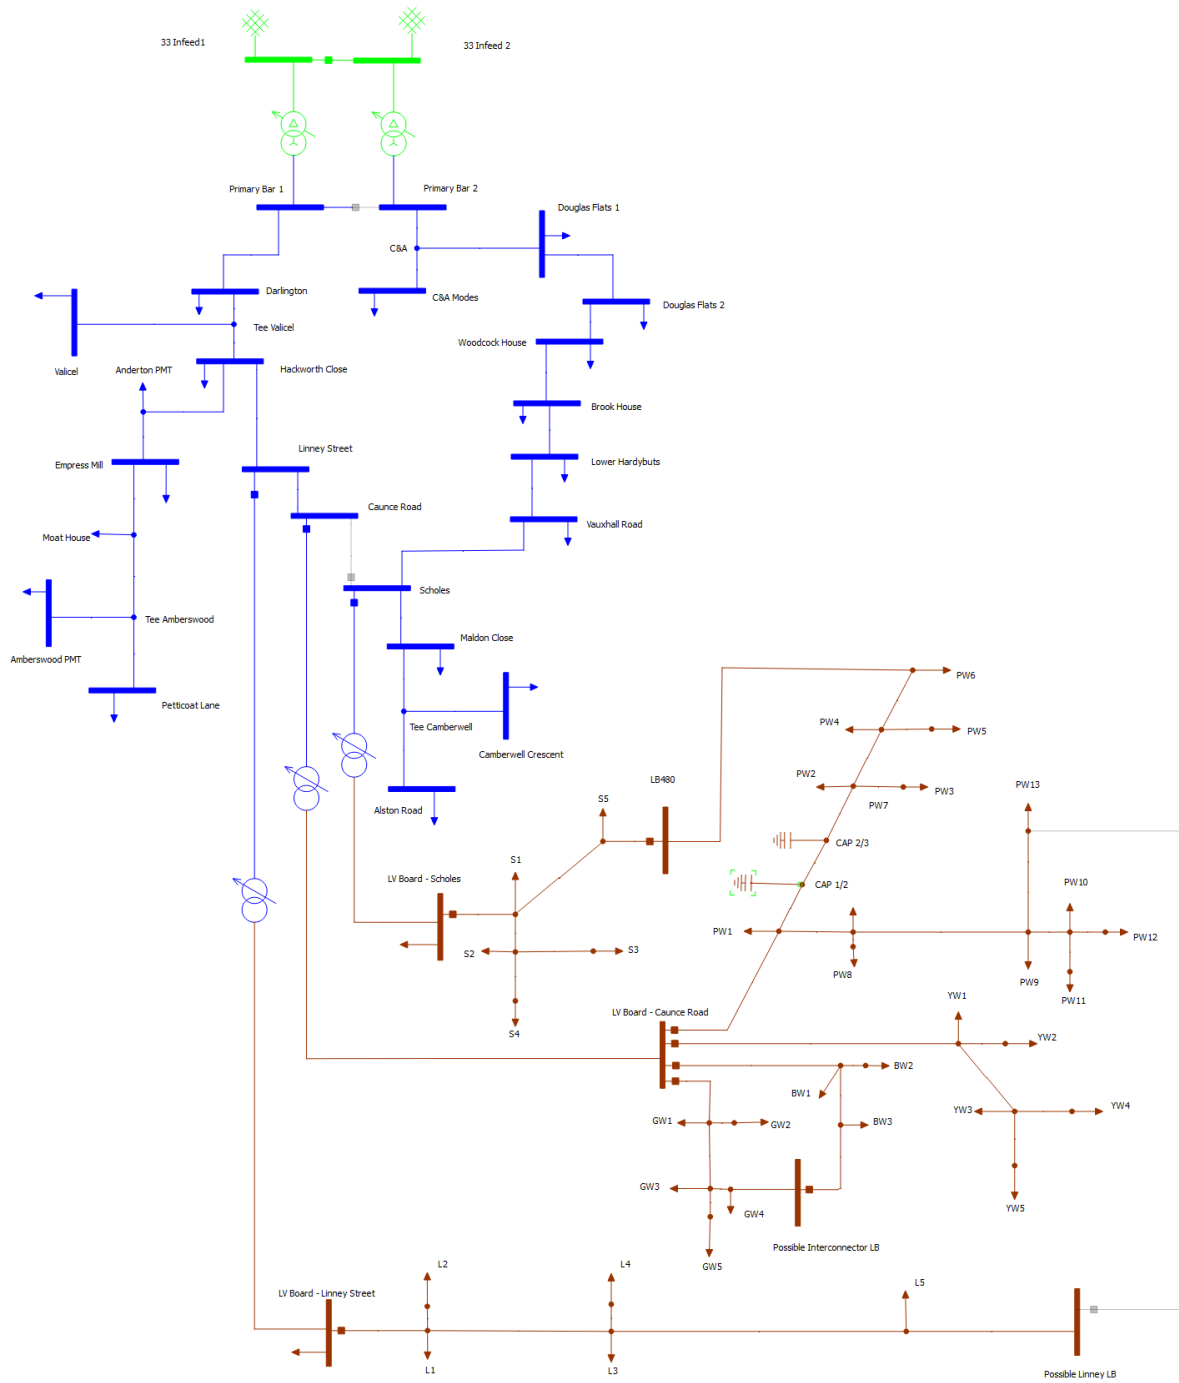 33 Infeed1
33 Infeed 2
Primary Bar 1
Primary Bar 2
Douglas Flats 1
C&A
Darlington
C&A Modes
Douglas Flats 2
Tee Valicel
Woodcock House
Valicel
Anderton PMT
Hackworth Close
Brook House
Linney Street
Empress Mill
Lower Hardybuts
Caunce Road
Vauxhall Road
Moat House
Scholes
Tee Amberswood
Maldon Close
Amberswood PMT
PW6
Petticoat Lane
Tee Camberwell
PW4
PW5
Camberwell Crescent
LB480
PW2
PW3
PW13
S5
PW7
Alston Road
CAP 2/3
S1
LV Board - Scholes
CAP 1/2
PW10
PW1
PW12
S2
S3
PW8
PW9
PW11
YW1
LV Board - Caunce Road
S4
YW2
BW2
BW1
YW3
YW4
GW1
GW2
BW3
GW3
YW5
GW4
Possible Interconnector LB
GW5
L2
L4
L5
LV Board - Linney Street
L1
L3
Possible Linney LB